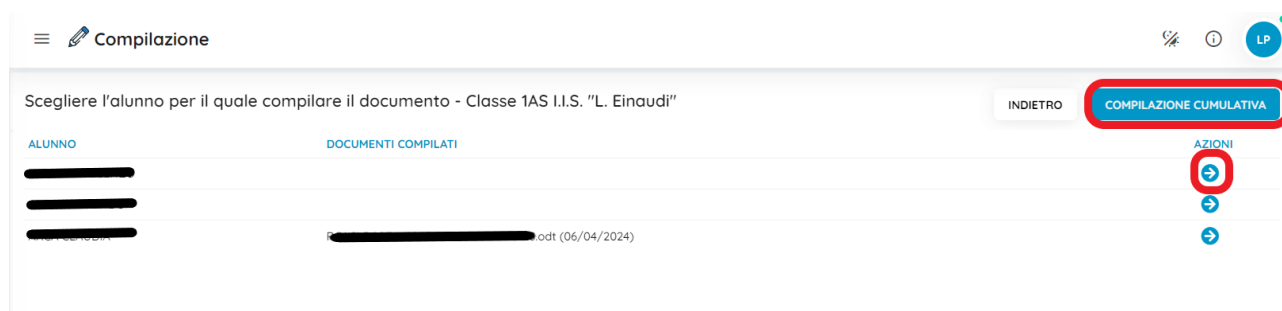 Compilazione
LP
Scegliere l'alunno per il quale compilare il documento - Classe 1AS I.I.S. "L. Einaudi"
INDIETRO
COMPILAZIONE CUMULATIVA
ALUNNO DOCUMENTI COMPILATI AZIONI
.odt (06/04/2024)